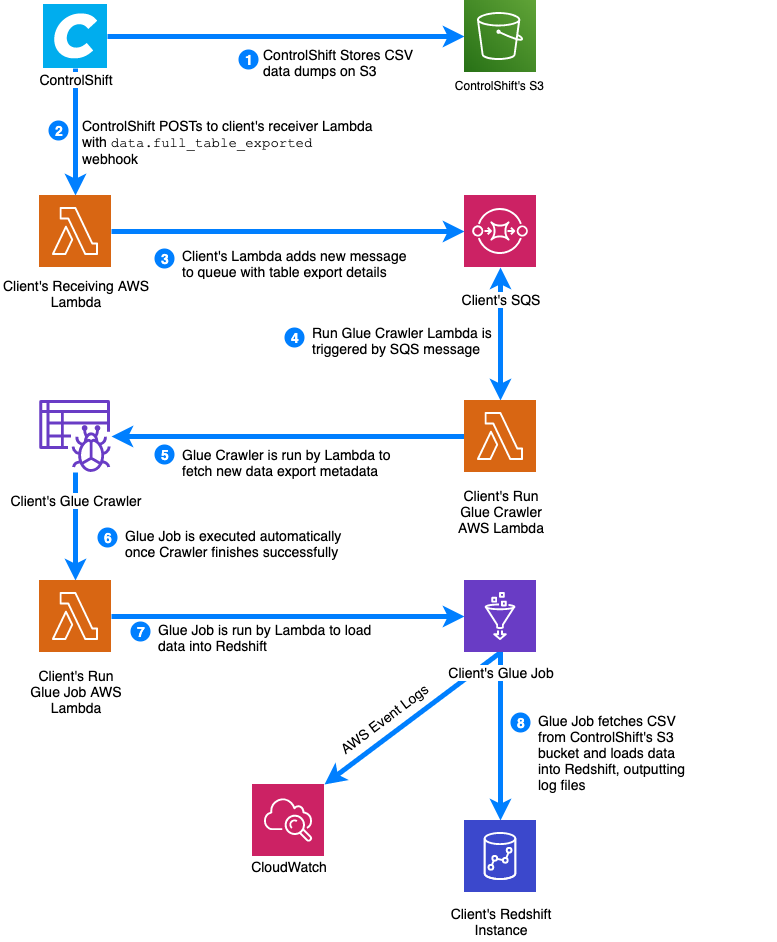 1
ControlShift Stores CSV
data dumps on S3
ControlShift
ControlShift's S3
2
ControlShift POSTs to client's receiver Lambda
with data.full_table_exported
webhook
3
Client's Lambda adds new message
to queue with table export details
Client's Receiving AWS
Lambda
Client's SQS
4
Run Glue Crawler Lambda is
triggered by SQS message
5
Glue Crawler is run by Lambda to
fetch new data export metadata
Client's Glue Crawler
Client's Run
Glue Crawler
AWS Lambda
6
Glue Job is executed automatically
once Crawler finishes successfully
7
Glue Job is run by Lambda to load
data into Redshift
Client's Run
Glue Job AWS
Lambda
Client's Glue Job
AWS Event Logs
8
Glue Job fetches CSV
from ControlShift's S3
bucket and loads data
into Redshift, outputting
log files
CloudWatch
Client's Redshift
Instance